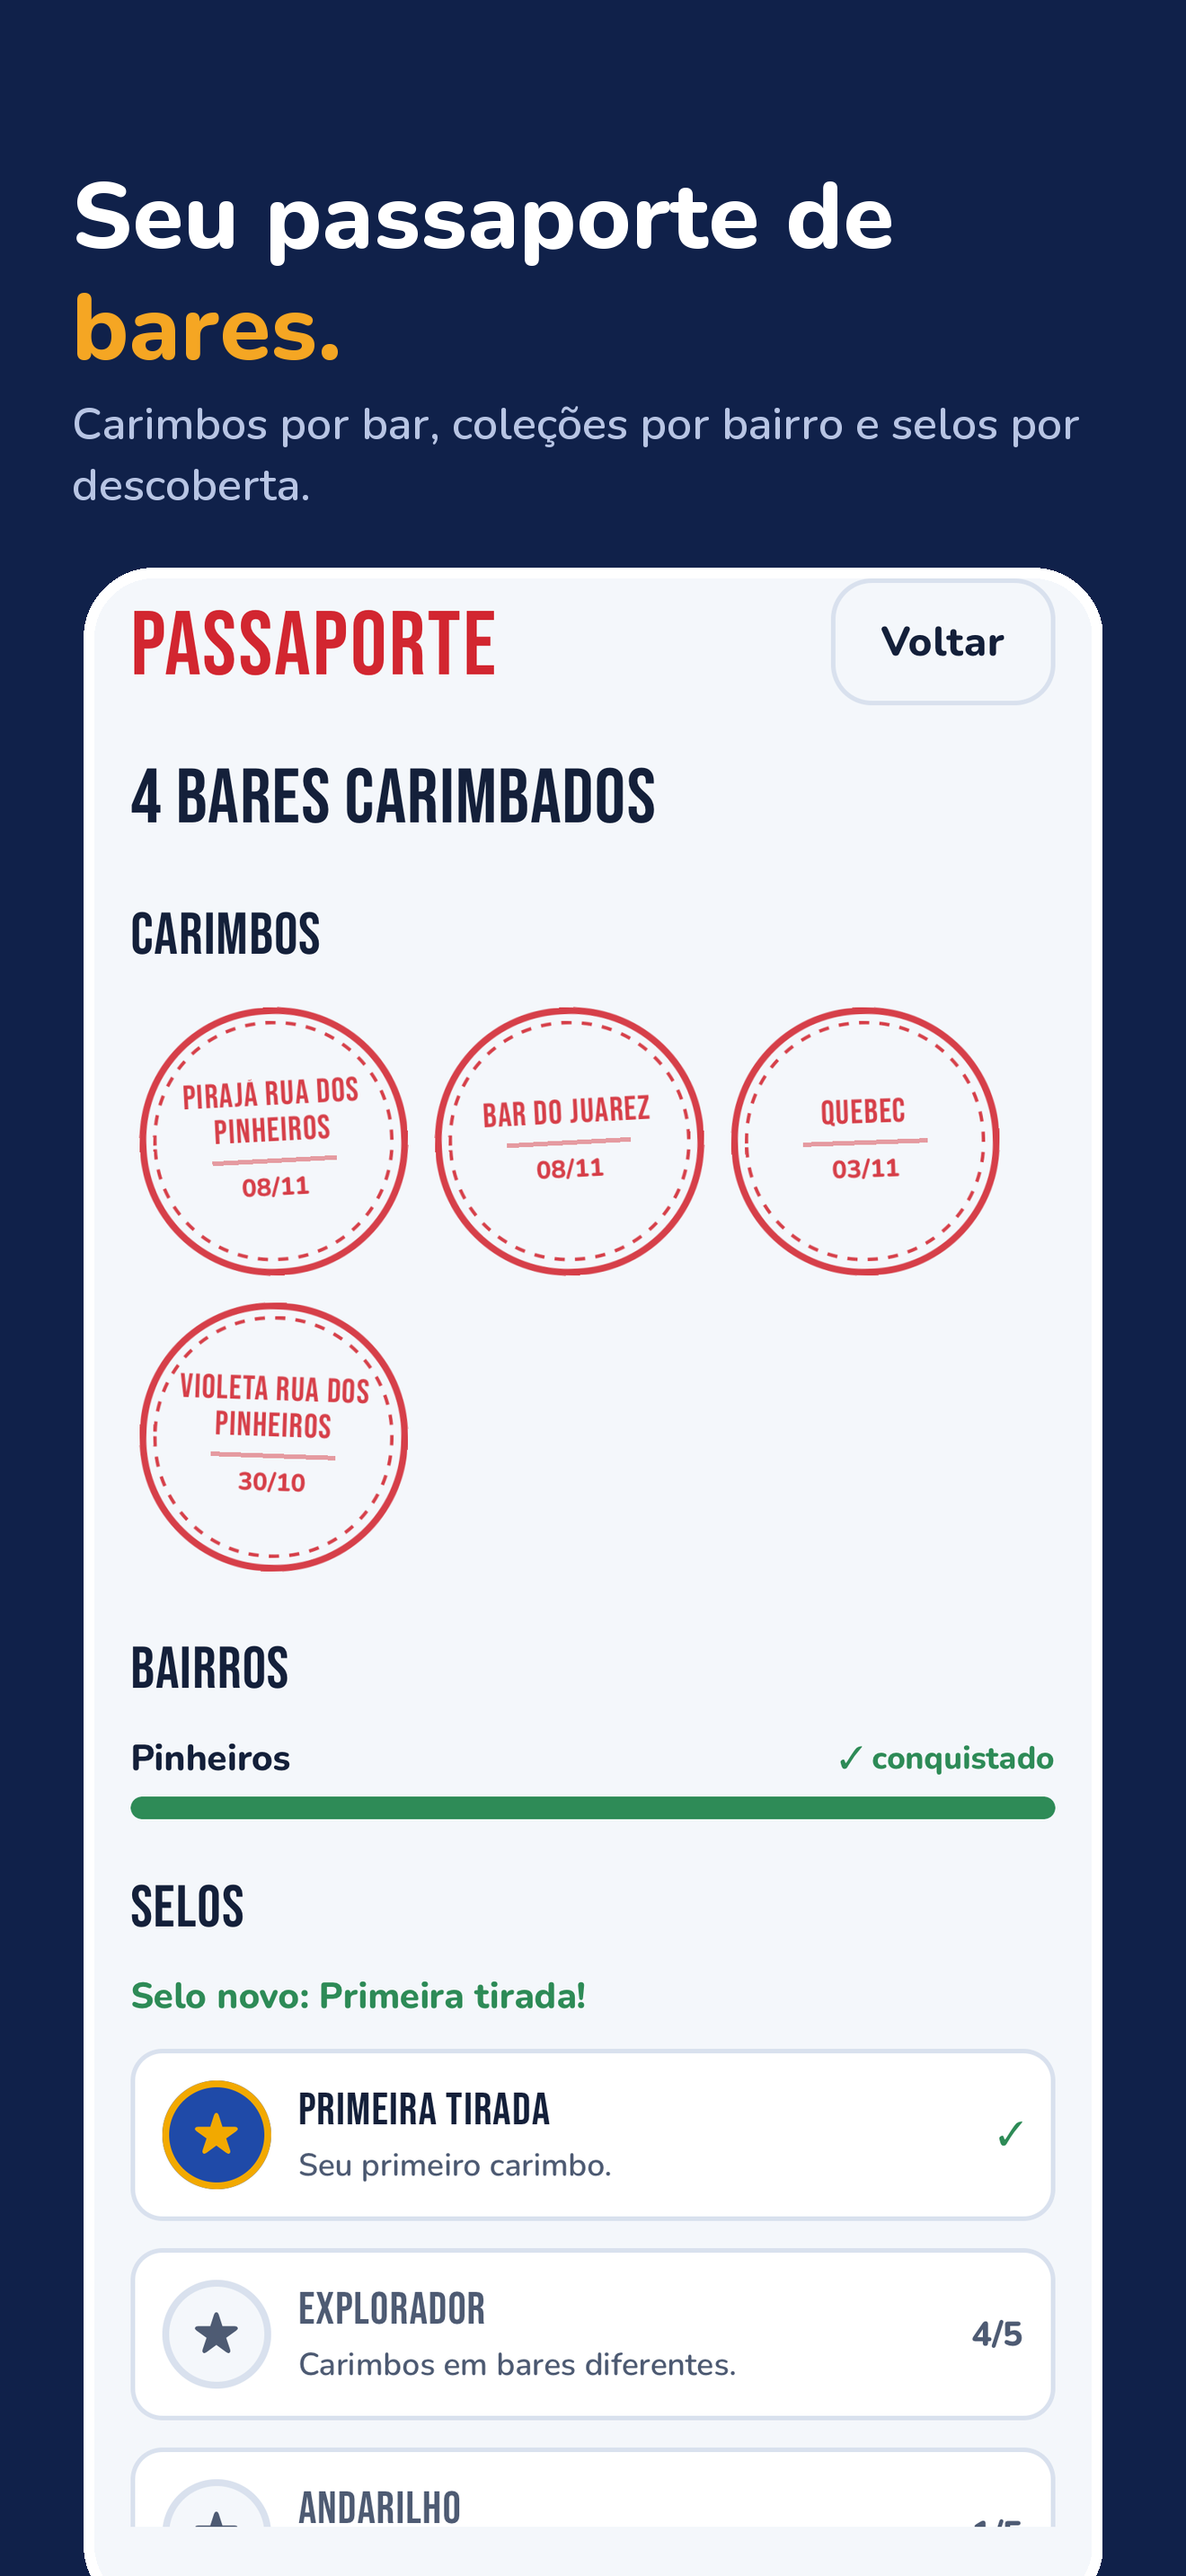 Seu passaporte de
bares.
Carimbos por bar, coleções por bairro e selos por
descoberta.
PASSAPORTE
Voltar
4 BARES CARIMBADOS
CARIMBOS
PIRAJÁ RUA DOS
PINHEIROS
08/11
BAR DO JUAREZ
08/11
QUEBEC
03/11
VIOLETA RUA DOS
PINHEIROS
30/10
BAIRROS
Pinheiros
✓ conquistado
SELOS
Selo novo: Primeira tirada!
PRIMEIRA TIRADA
Seu primeiro carimbo.
✓
EXPLORADOR
Carimbos em bares diferentes.
4/5
ANDARILHO
1/5